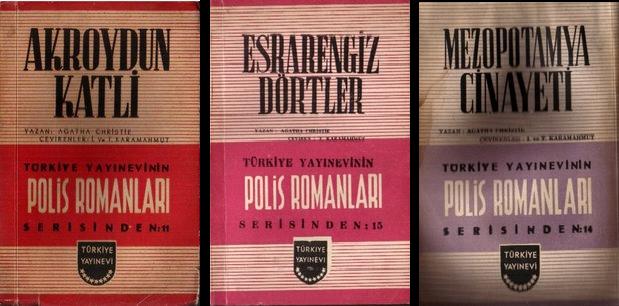 AKROYDUN
KATLİ
YAZAN: AGATHA CHRISTIE
ÇEVİRENLER: İ. ve T. KARAMAHMUT
TÜRKİYE YAYINEVİNİN
POLİS ROMANLARI
SERİSİNDEN: 11
TÜRKİYE
YAYINEVİ
ESRARENGİZ
DÖRTLER
YAZAN: AGATHA CHRISTIE
T. KARAMAHMUT
TÜRKİYE YAYINEVİNİN
POLİS ROMANLARI
SERİSİNDEN: 15
TÜRKİYE
YAYINEVİ
MEZOPOTAMYA
CİNAYETİ
YAZAN: AGATHA CHRISTIE
ÇEVİRENLER: İ. ve T. KARAMAHMUT
TÜRKİYE YAYINEVİNİN
POLİS ROMANLARI
SERİSİNDEN: 14
TÜRKİYE
YAYINEVİ